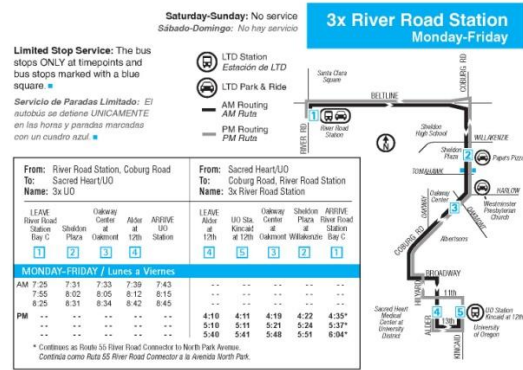 Saturday-Sunday: No service
Sábado-Domingo: No hay servicio
3x River Road Station
Monday-Friday
Limited Stop Service: The bus
stops ONLY at timepoints and
bus stops marked with a blue
square.
Servicio de Paradas Limitado: El
autobús se detiene UNICAMENTE
en las horas y paradas marcadas
con un cuadro azul.
LTD Station
Estación de LTD
LTD Park & Ride
AM Routing
AM Ruta
PM Routing
PM Ruta
Santa Clara
Square
BELTLINE
COBURG RD
1
River Road
Station
RIVER RD
N
Sheldon
High School
WILLAKENZIE
Sheldon
Plaza
2
Papa's Pizza
TOMAHAWK
Oakway
Center
HARLOW
Westminster
Presbyterian
Church
3
OAKWAY
OAKMONT
COBURG RD
Albertsons
BROADWAY
HILYARD
11th
Sacred Heart
Medical Center at
University
District
4
5
13th
ALDER
KINCAID
UO Station
Kincaid at 12th
University
of Oregon
From: River Road Station, Coburg Road
To: Sacred Heart/UO
Name: 3x UO
LEAVE River Road Station Bay C
Sheldon Plaza
Oakway Center at Oakmont
Alder at 12th
ARRIVE UO Station
1 2 3 4 5
From: Sacred Heart/UO
To: Coburg Road, River Road Station
Name: 3x River Road Station
LEAVE Alder at 12th
UO Sta. Kincaid at 12th
Oakway Center at Oakmont
Sheldon Plaza at Willakenzie
ARRIVE River Road Station Bay C
4 5 3 2 1
MONDAY-FRIDAY / Lunes a Viernes
AM 7:25 7:31 7:33 7:39 7:43 -- -- -- -- --
7:55 8:02 8:05 8:12 8:15 -- -- -- -- --
8:25 8:31 8:34 8:42 8:45 -- -- -- -- --
PM -- -- -- -- -- 4:10 4:11 4:19 4:22 4:35*
-- -- -- -- -- 5:10 5:11 5:21 5:24 5:37*
-- -- -- -- -- 5:40 5:41 5:48 5:51 6:04*
* Continues as Route 55 River Road Connector to North Park Avenue.
Continía como Ruta 55 River Road Connector a la Avenida North Park.